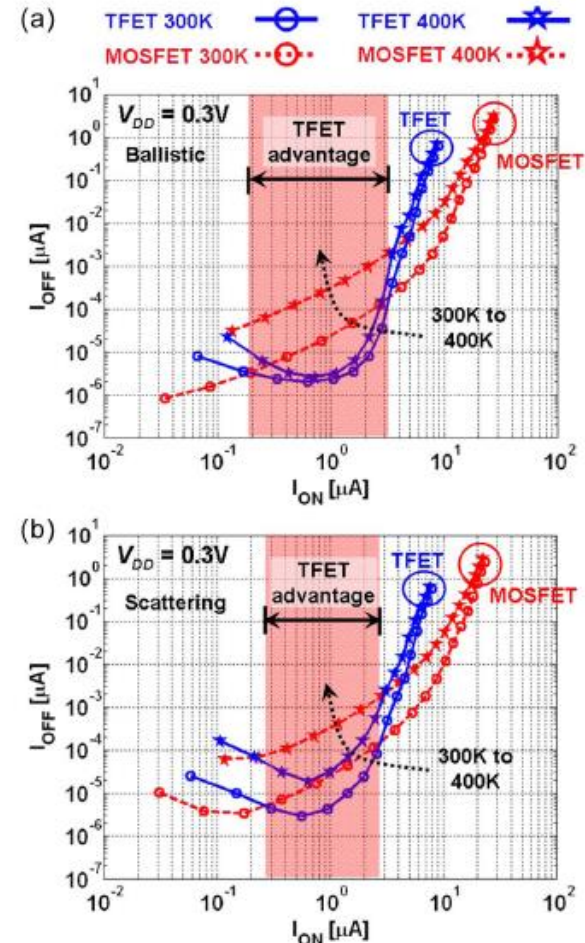 (a)
TFET 300K
TFET 400K
MOSFET 300K
MOSFET 400K
10^1
10^0
10^-1
10^-2
10^-3
10^-4
10^-5
10^-6
10^-7
I_OFF [μA]
V_DD = 0.3V
Ballistic
TFET
advantage
TFET
MOSFET
300K to
400K
10^-2
10^-1
10^0
10^1
10^2
I_ON [μA]
(b)
10^1
10^0
10^-1
10^-2
10^-3
10^-4
10^-5
10^-6
10^-7
I_OFF [μA]
V_DD = 0.3V
Scattering
TFET
advantage
TFET
MOSFET
300K to
400K
10^-2
10^-1
10^0
10^1
10^2
I_ON [μA]